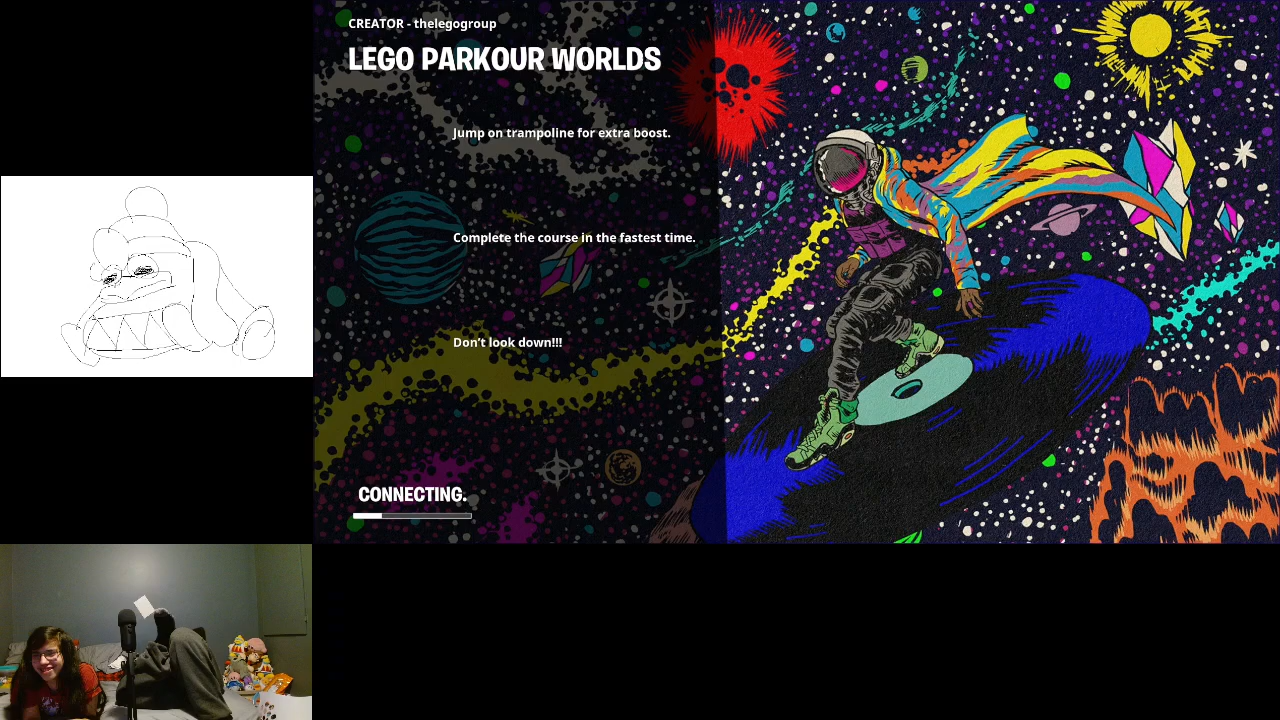 CREATOR - thelegogroup
LEGO PARKOUR WORLDS
Jump on trampoline for extra boost.
Complete the course in the fastest time.
Don't look down!!!
CONNECTING.